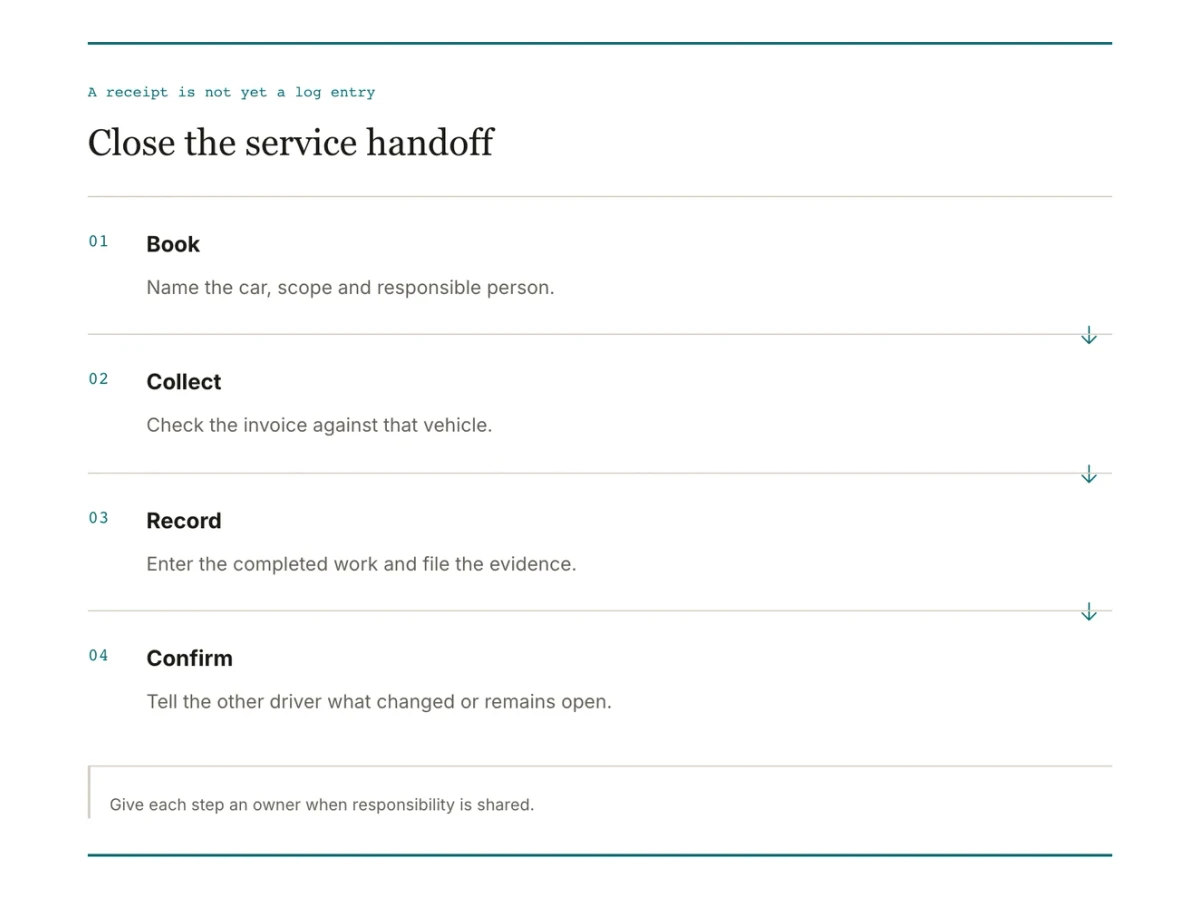 A receipt is not yet a log entry
Close the service handoff
01
Book
Name the car, scope and responsible person.
02
Collect
Check the invoice against that vehicle.
03
Record
Enter the completed work and file the evidence.
04
Confirm
Tell the other driver what changed or remains open.
Give each step an owner when responsibility is shared.